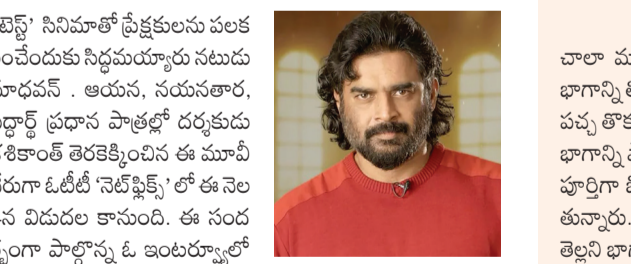 టెస్ట్' సినిమాతో ప్రేక్షకులను పలక
ంచేందుకు సిద్ధమయ్యారు నటుడు
మాధవన్ . ఆయన, నయనతార,
ద్ధార్థ్ ప్రధాన పాత్రల్లో దర్శకుడు
శశికాంత్ తెరకెక్కించిన ఈ మూవీ
నేరుగా ఓటీటీ 'నెట్‌ఫ్లిక్స్' లో ఈ నెల
న విడుదల కానుంది. ఈ సంద
ర్భంగా పాల్గొన్న ఓ ఇంటర్వ్యూలో
చాలా
భాగాన్ని
పచ్చ
భాగాన్ని
పూర్తిగా
తున్నారు.
తెల్లని